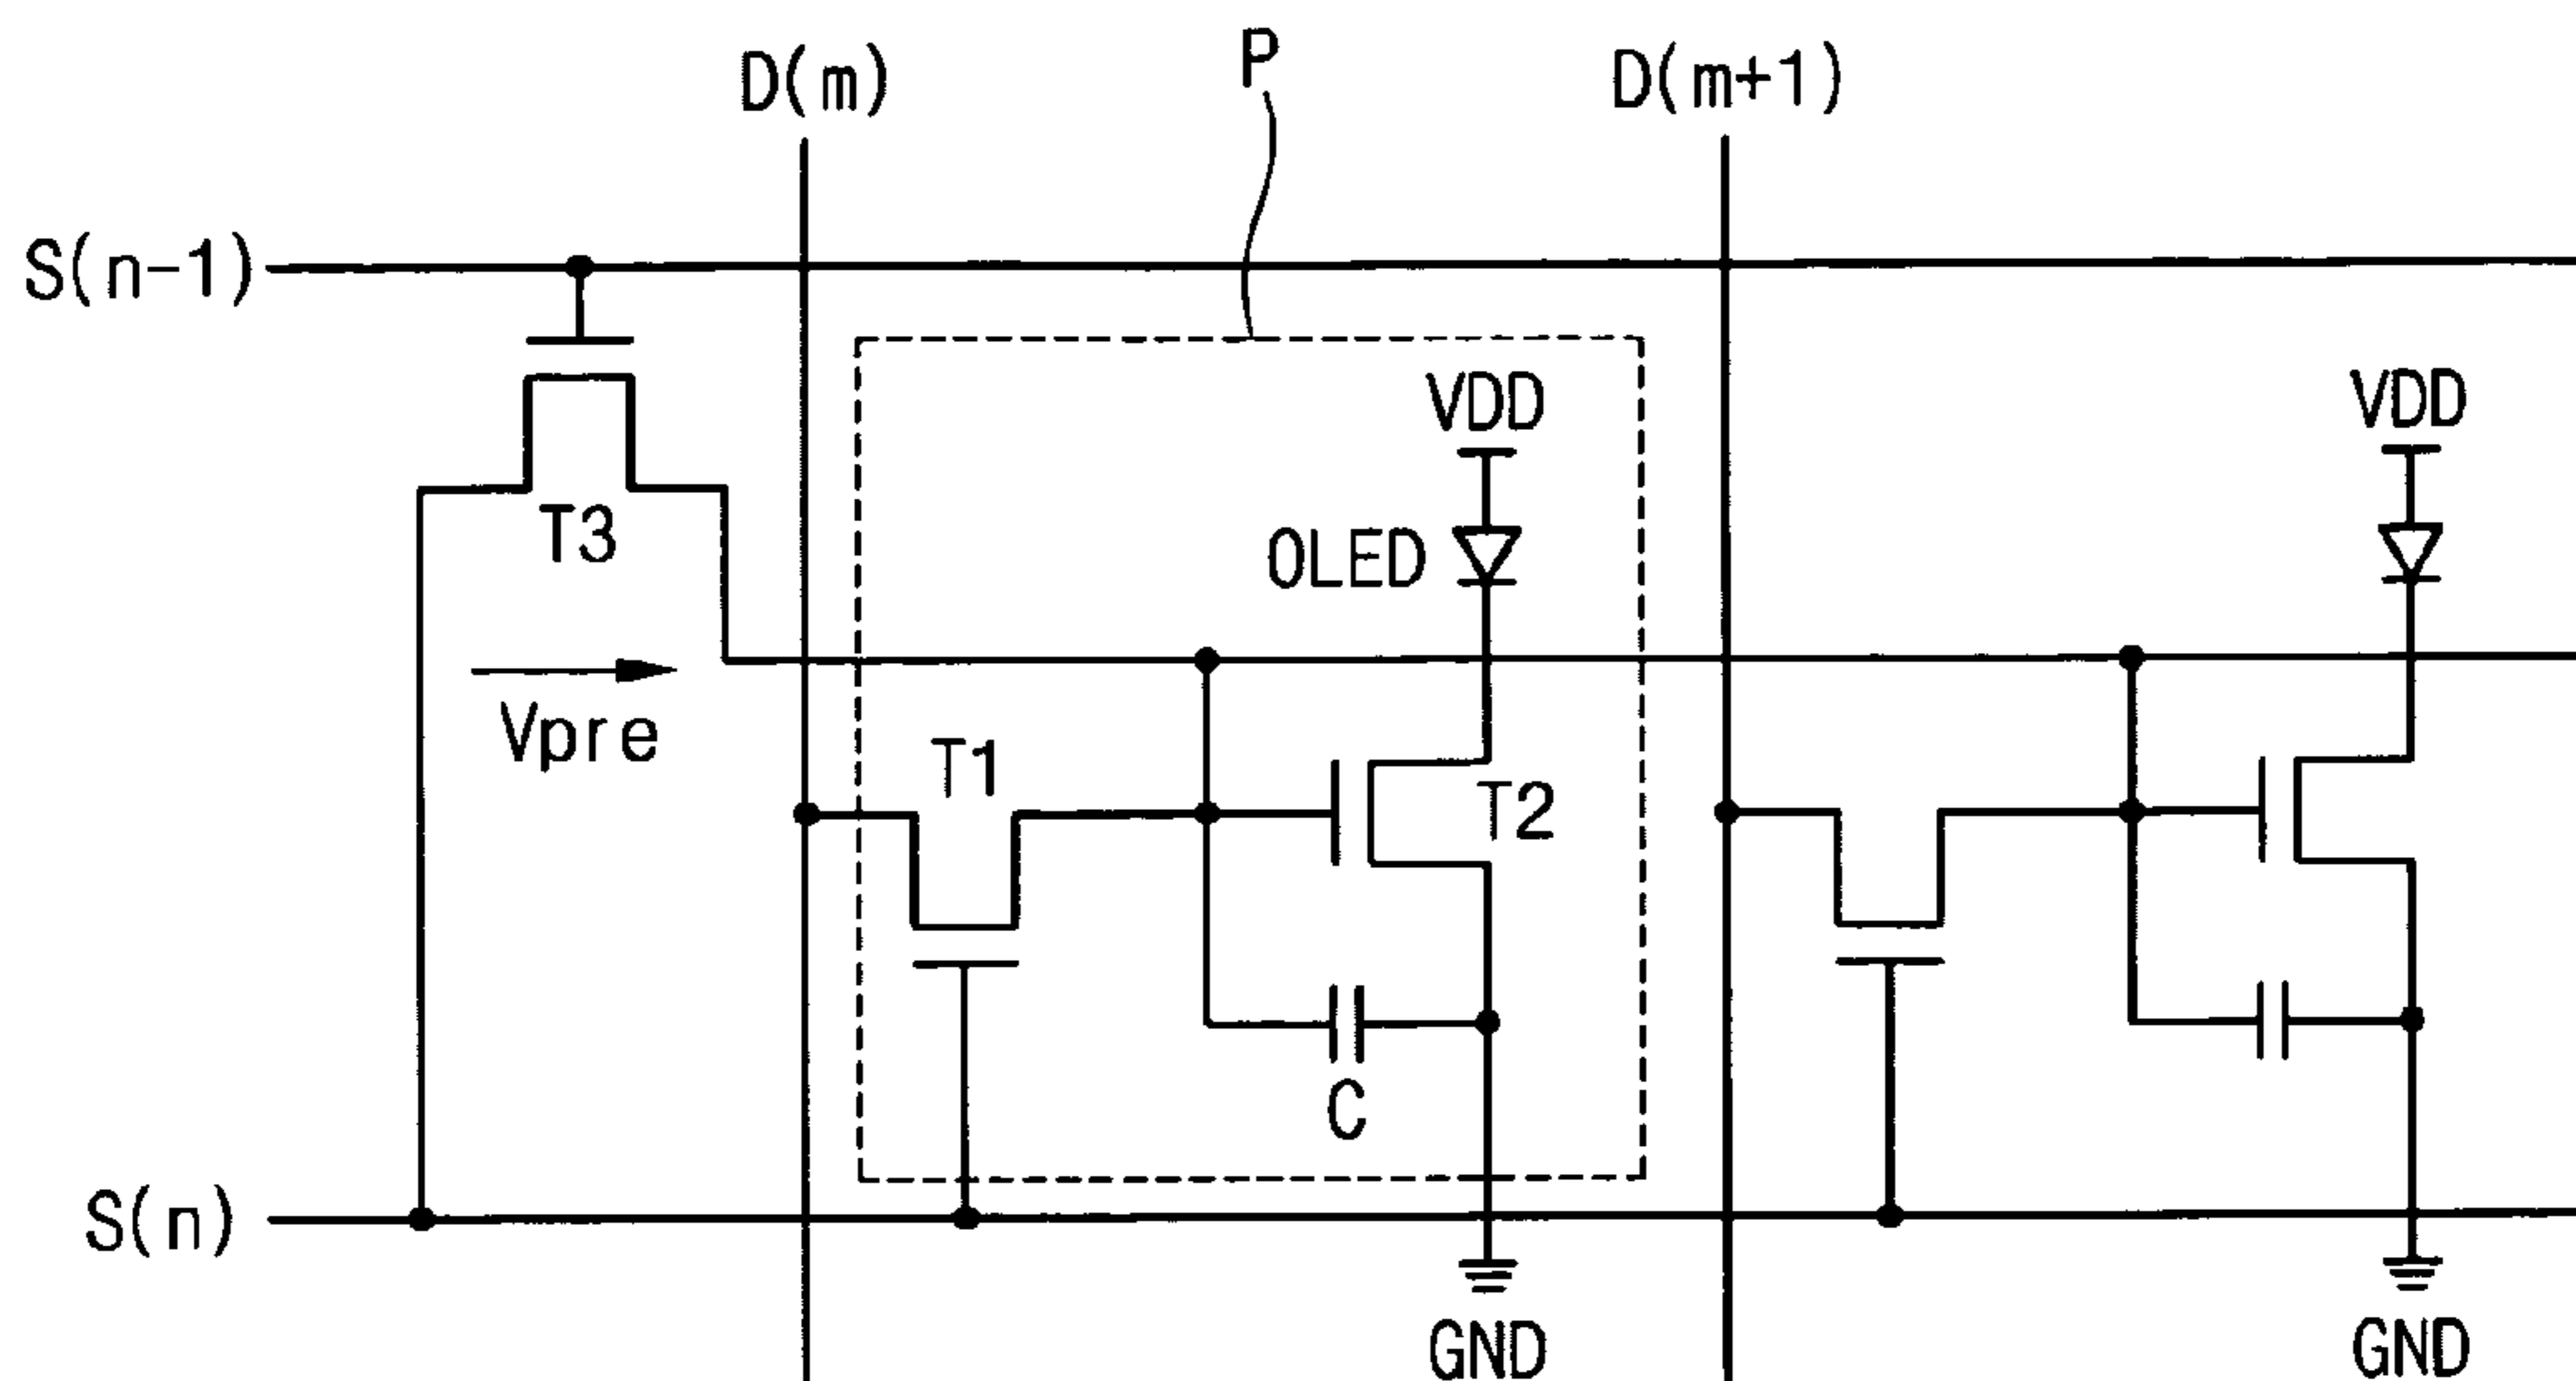 P
D(m)
D(m+1)
S(n-1)
VDD
VDD
T3
OLED
Vpre
T1
T2
C
S(n)
GND
GND